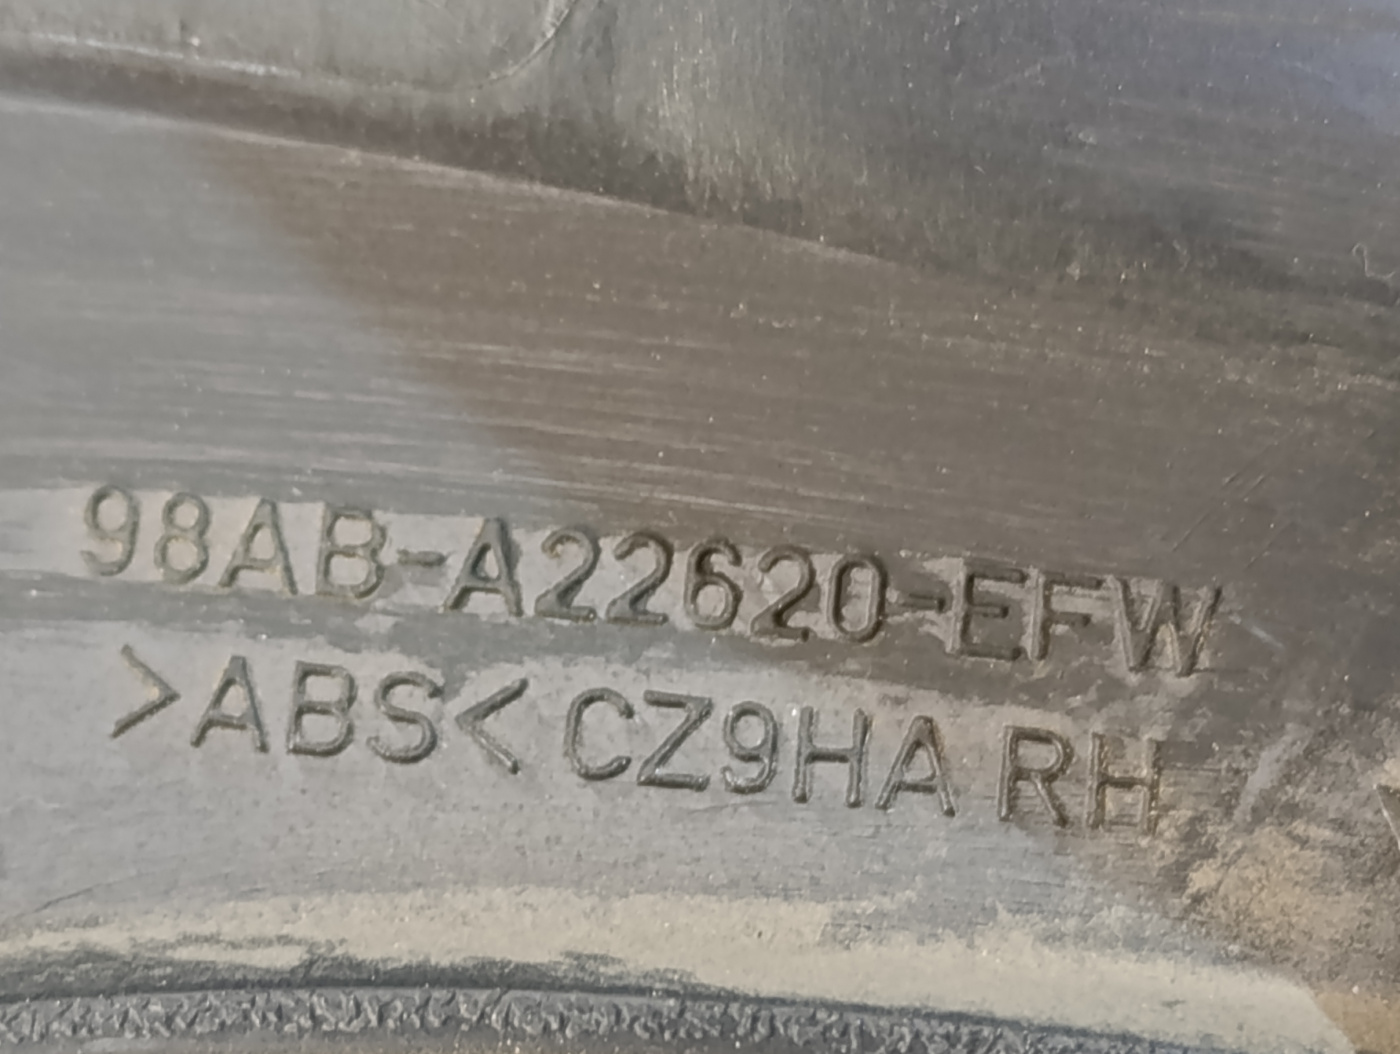 98AB-A22620-EFW
>ABS< CZ9HA RH